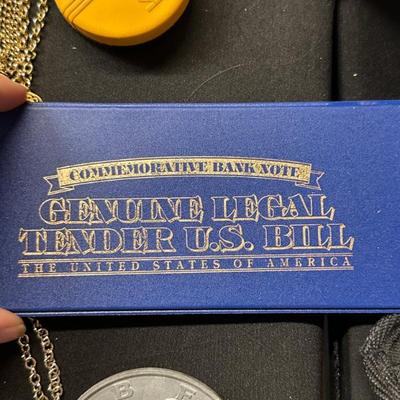 COMMEMORATIVE BANK NOTE
GENUINE LEGAL
TENDER U.S. BILL
THE UNITED STATES OF AMERICA
B F